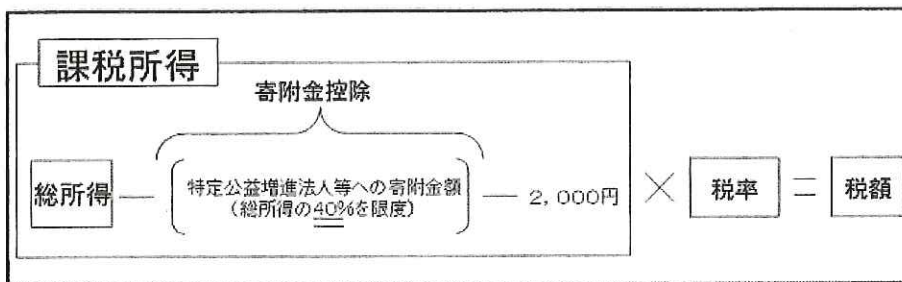 課税所得
寄附金控除
総所得 — 特定公益増進法人等への寄附金額 — 2,000円 × 税率 = 税額
(総所得の40%を限度)